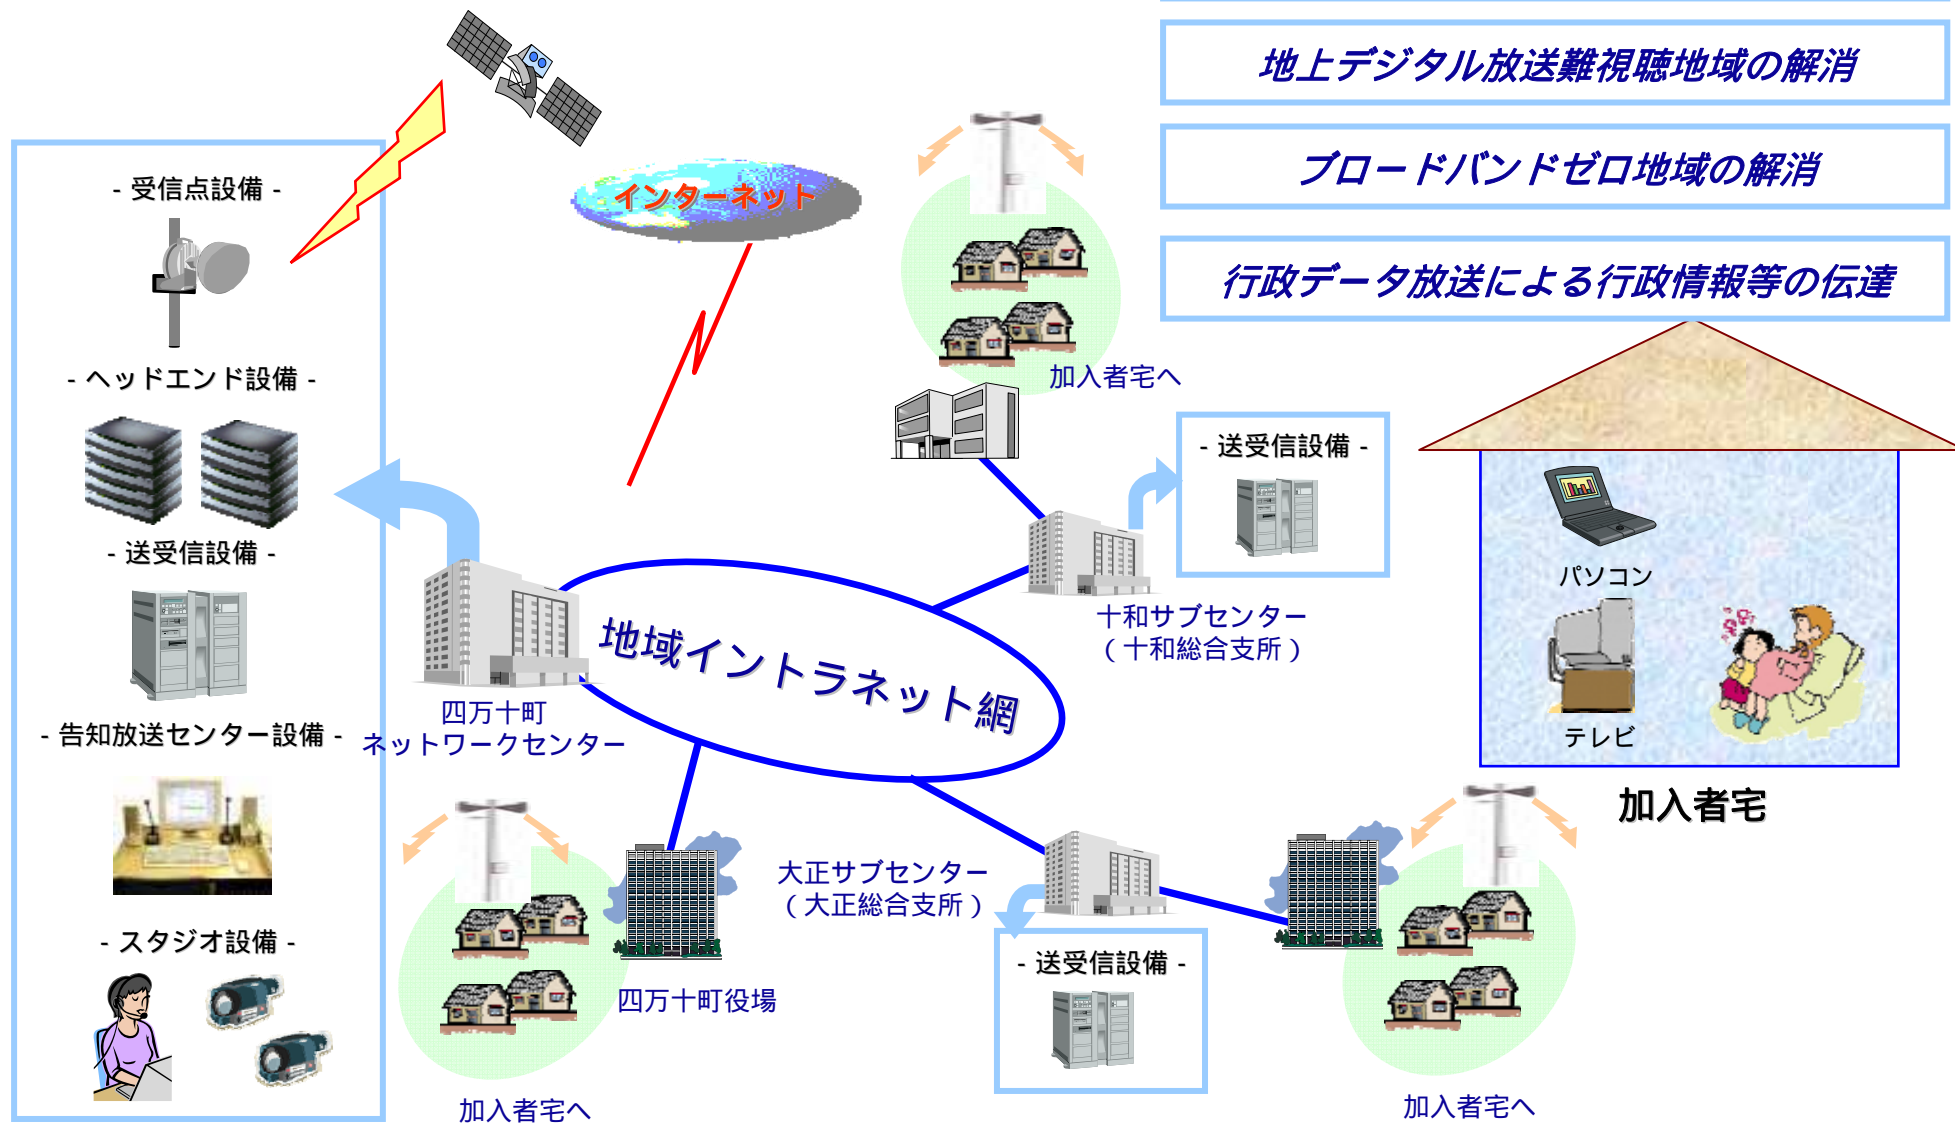 地上デジタル放送難視聴地域の解消
ブロードバンドゼロ地域の解消
行政データ放送による行政情報等の伝達
- 受信点設備 -
インターネット
- ヘッドエンド設備 -
加入者宅へ
- 送受信設備 -
- 送受信設備 -
パソコン
十和サブセンター
（十和総合支所）
地域イントラネット網
四万十町
ネットワークセンター
- 告知放送センター設備 -
テレビ
加入者宅
大正サブセンター
（大正総合支所）
- スタジオ設備 -
- 送受信設備 -
四万十町役場
加入者宅へ
加入者宅へ